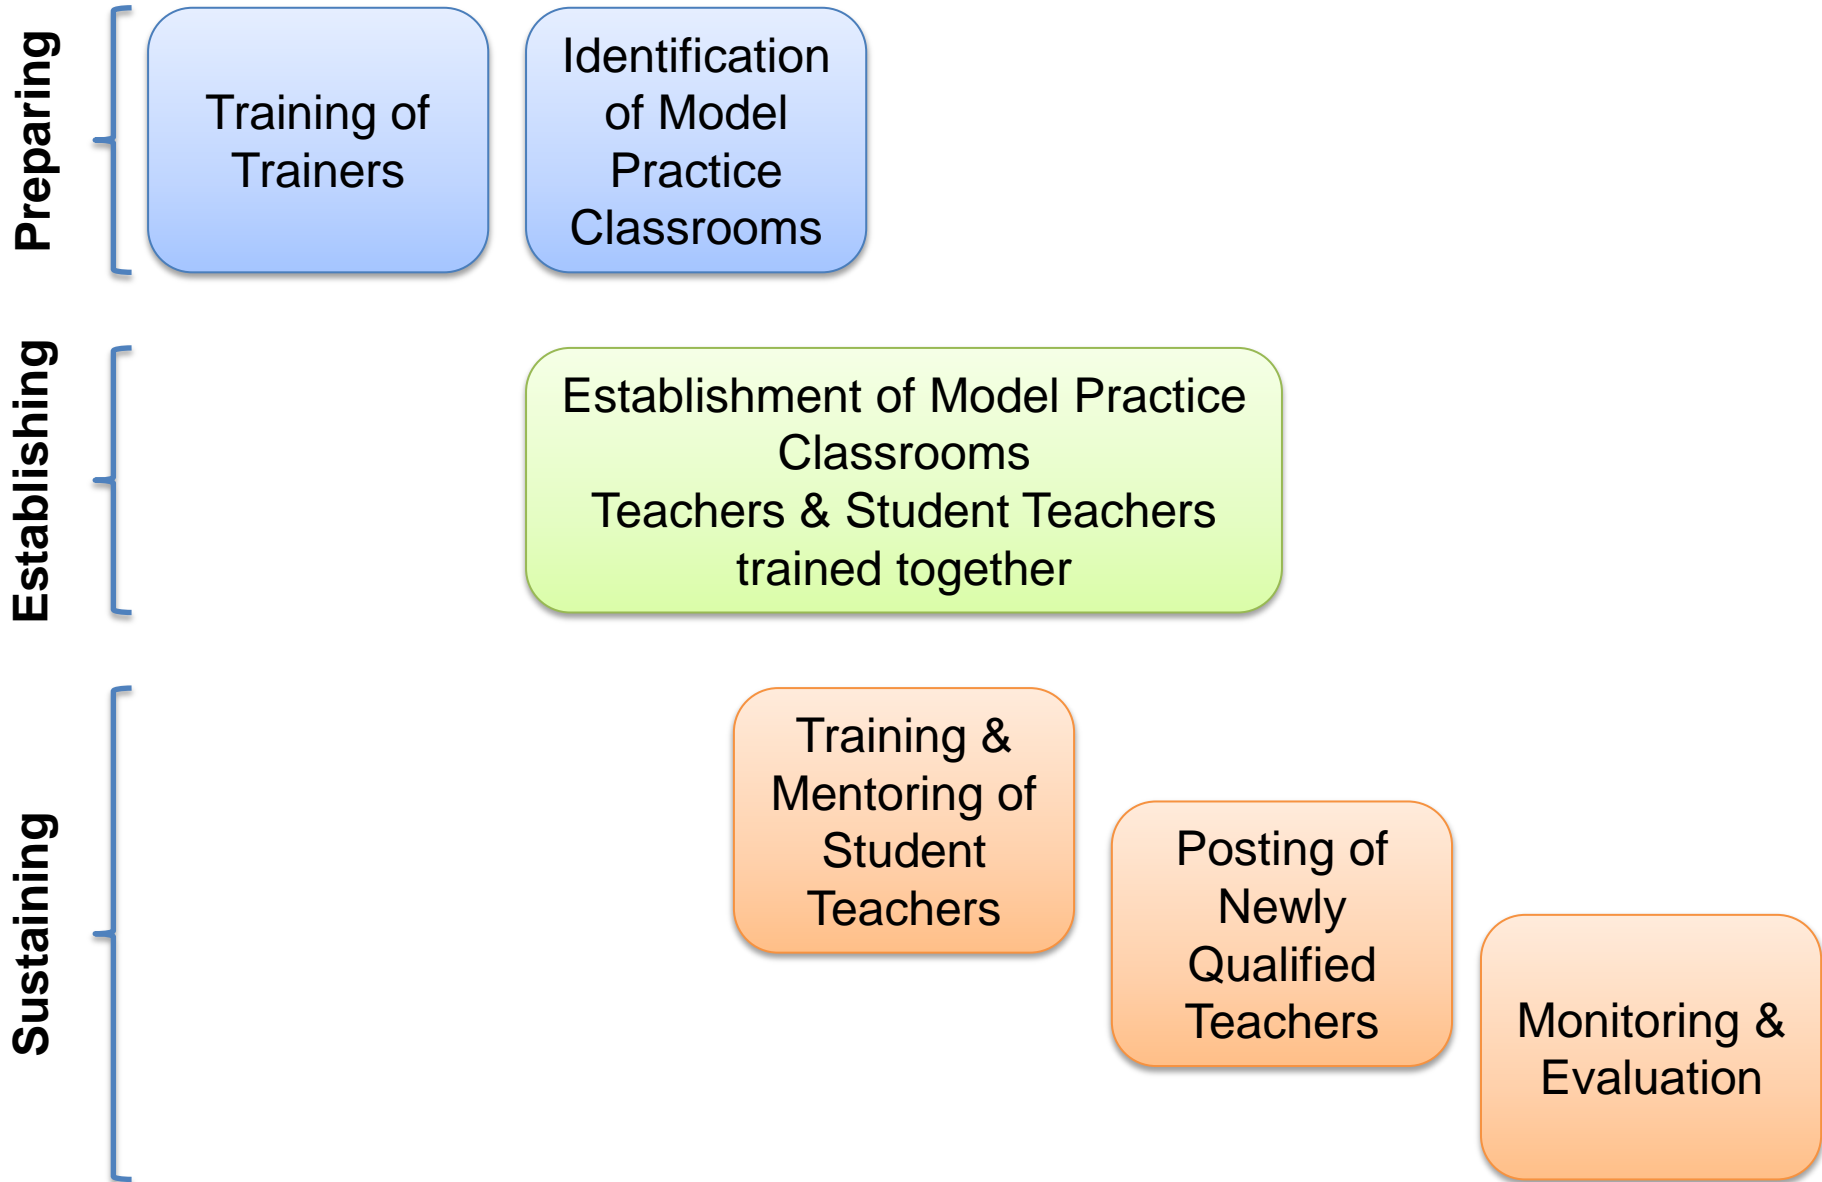 Preparing
Training of
Trainers
Identification
of Model
Practice
Classrooms
Establishing
Establishment of Model Practice
Classrooms
Teachers & Student Teachers
trained together
Sustaining
Training &
Mentoring of
Student
Teachers
Posting of
Newly
Qualified
Teachers
Monitoring &
Evaluation